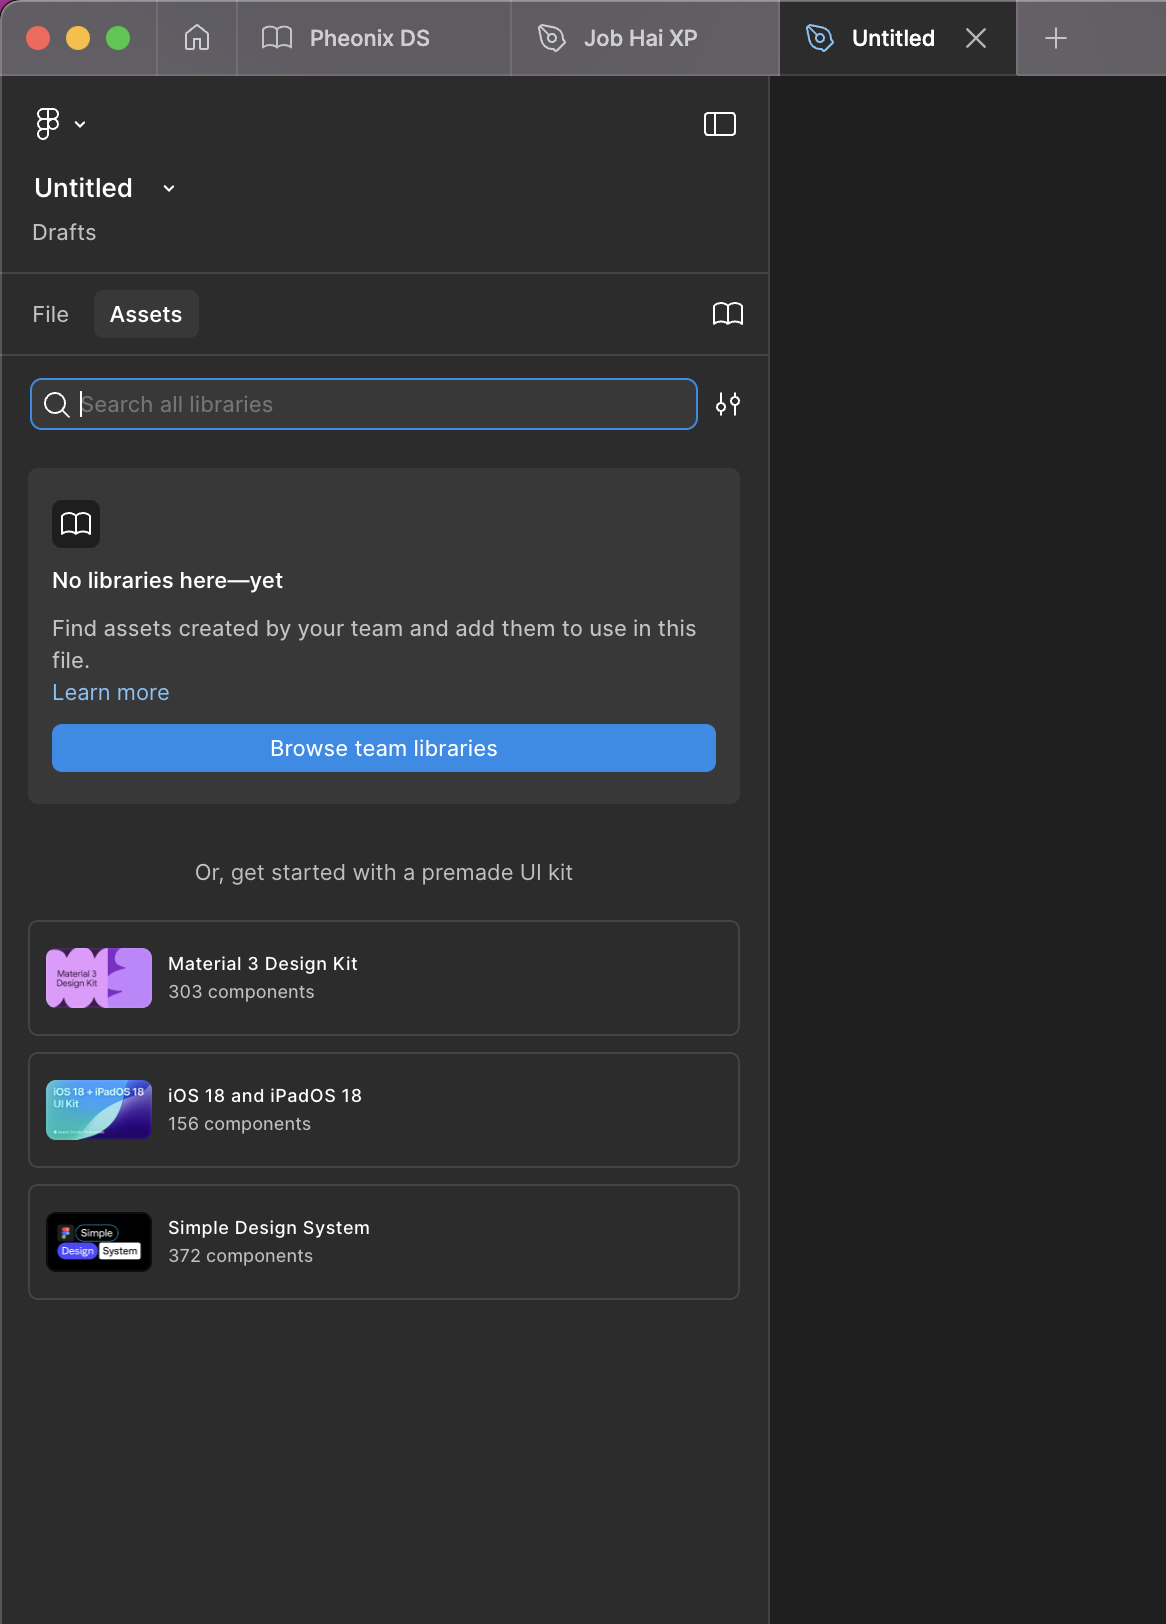 Pheonix DS
Job Hai XP
Untitled
Untitled
Drafts
File
Assets
Search all libraries
No libraries here—yet
Find assets created by your team and add them to use in this
file.
Learn more
Browse team libraries
Or, get started with a premade UI kit
Material 3
Design Kit
Material 3 Design Kit
303 components
iOS 18 + iPadOS 18
UI Kit
iOS 18 and iPadOS 18
156 components
Simple
Design System
Simple Design System
372 components